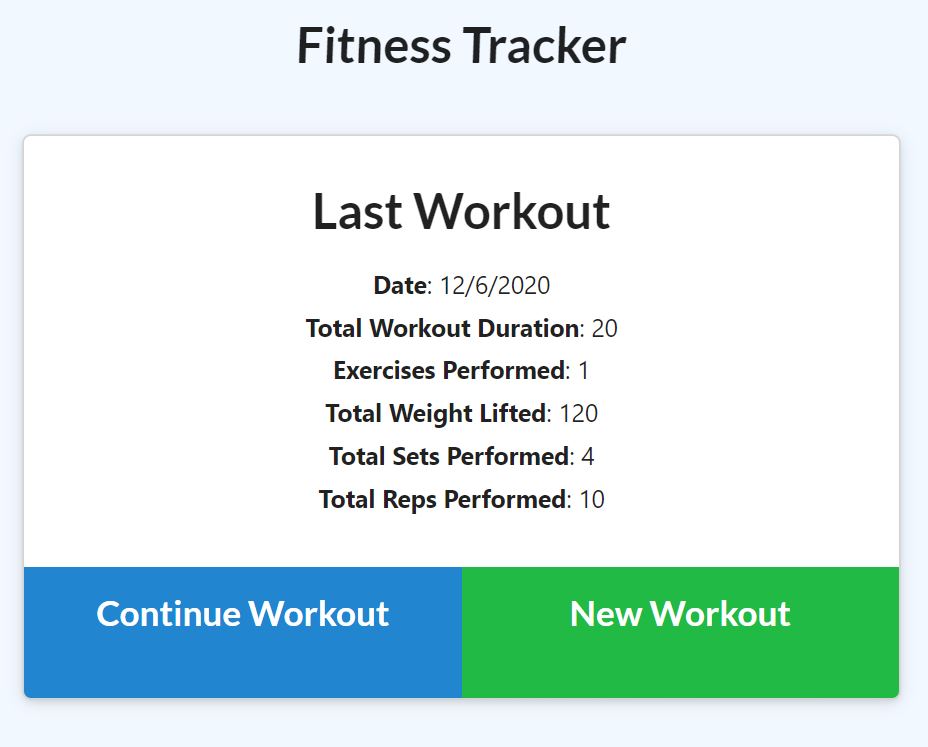 Fitness Tracker
Last Workout
Date: 12/6/2020
Total Workout Duration: 20
Exercises Performed: 1
Total Weight Lifted: 120
Total Sets Performed: 4
Total Reps Performed: 10
Continue Workout
New Workout